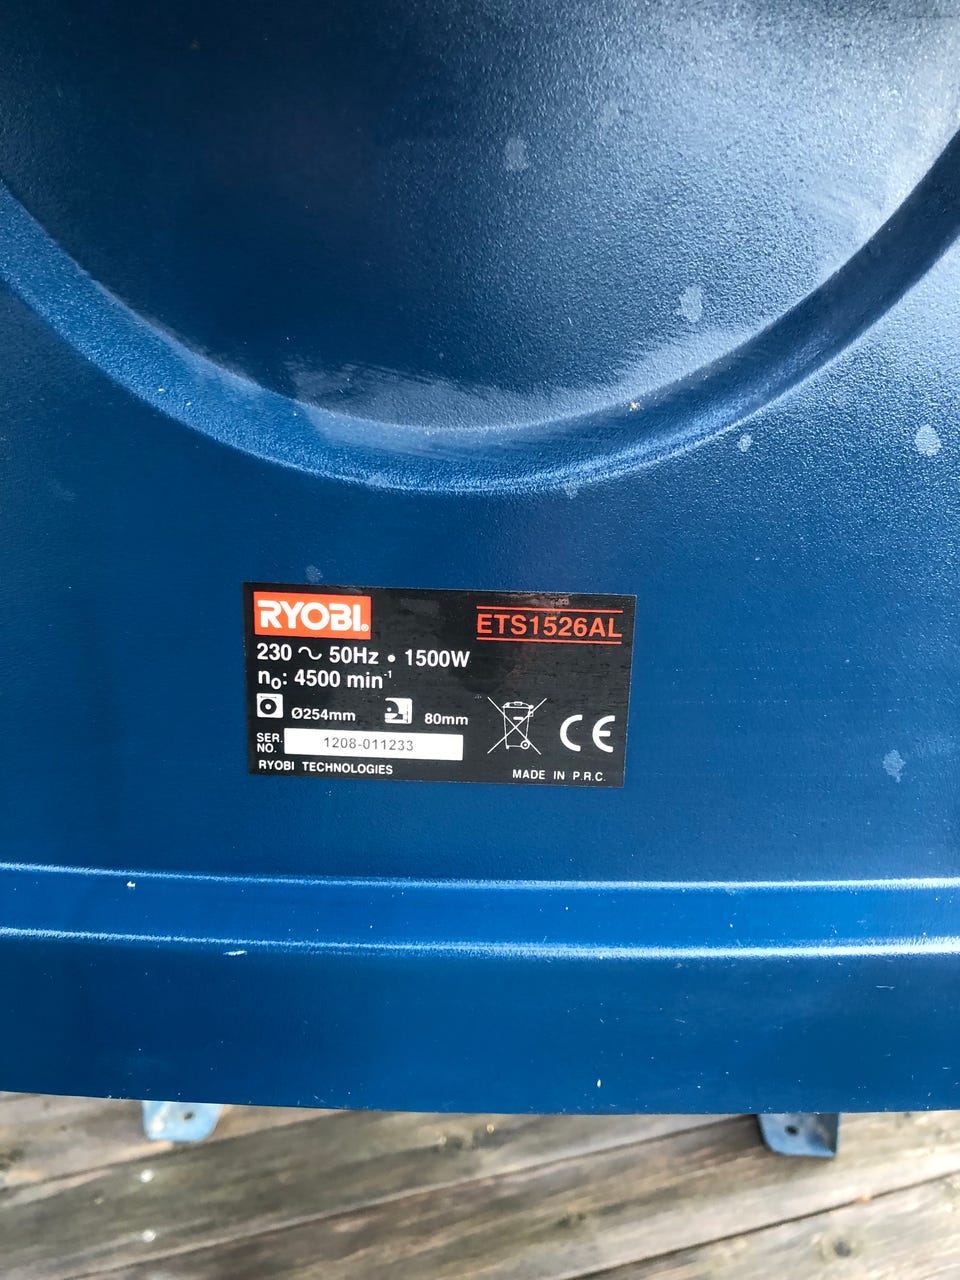 RYOBI®
ETS1526AL
230 ~ 50Hz • 1500W
n₀: 4500 min⁻¹
Ø254mm 80mm
SER. NO. 1208-011233
CE
RYOBI TECHNOLOGIES
MADE IN P.R.C.